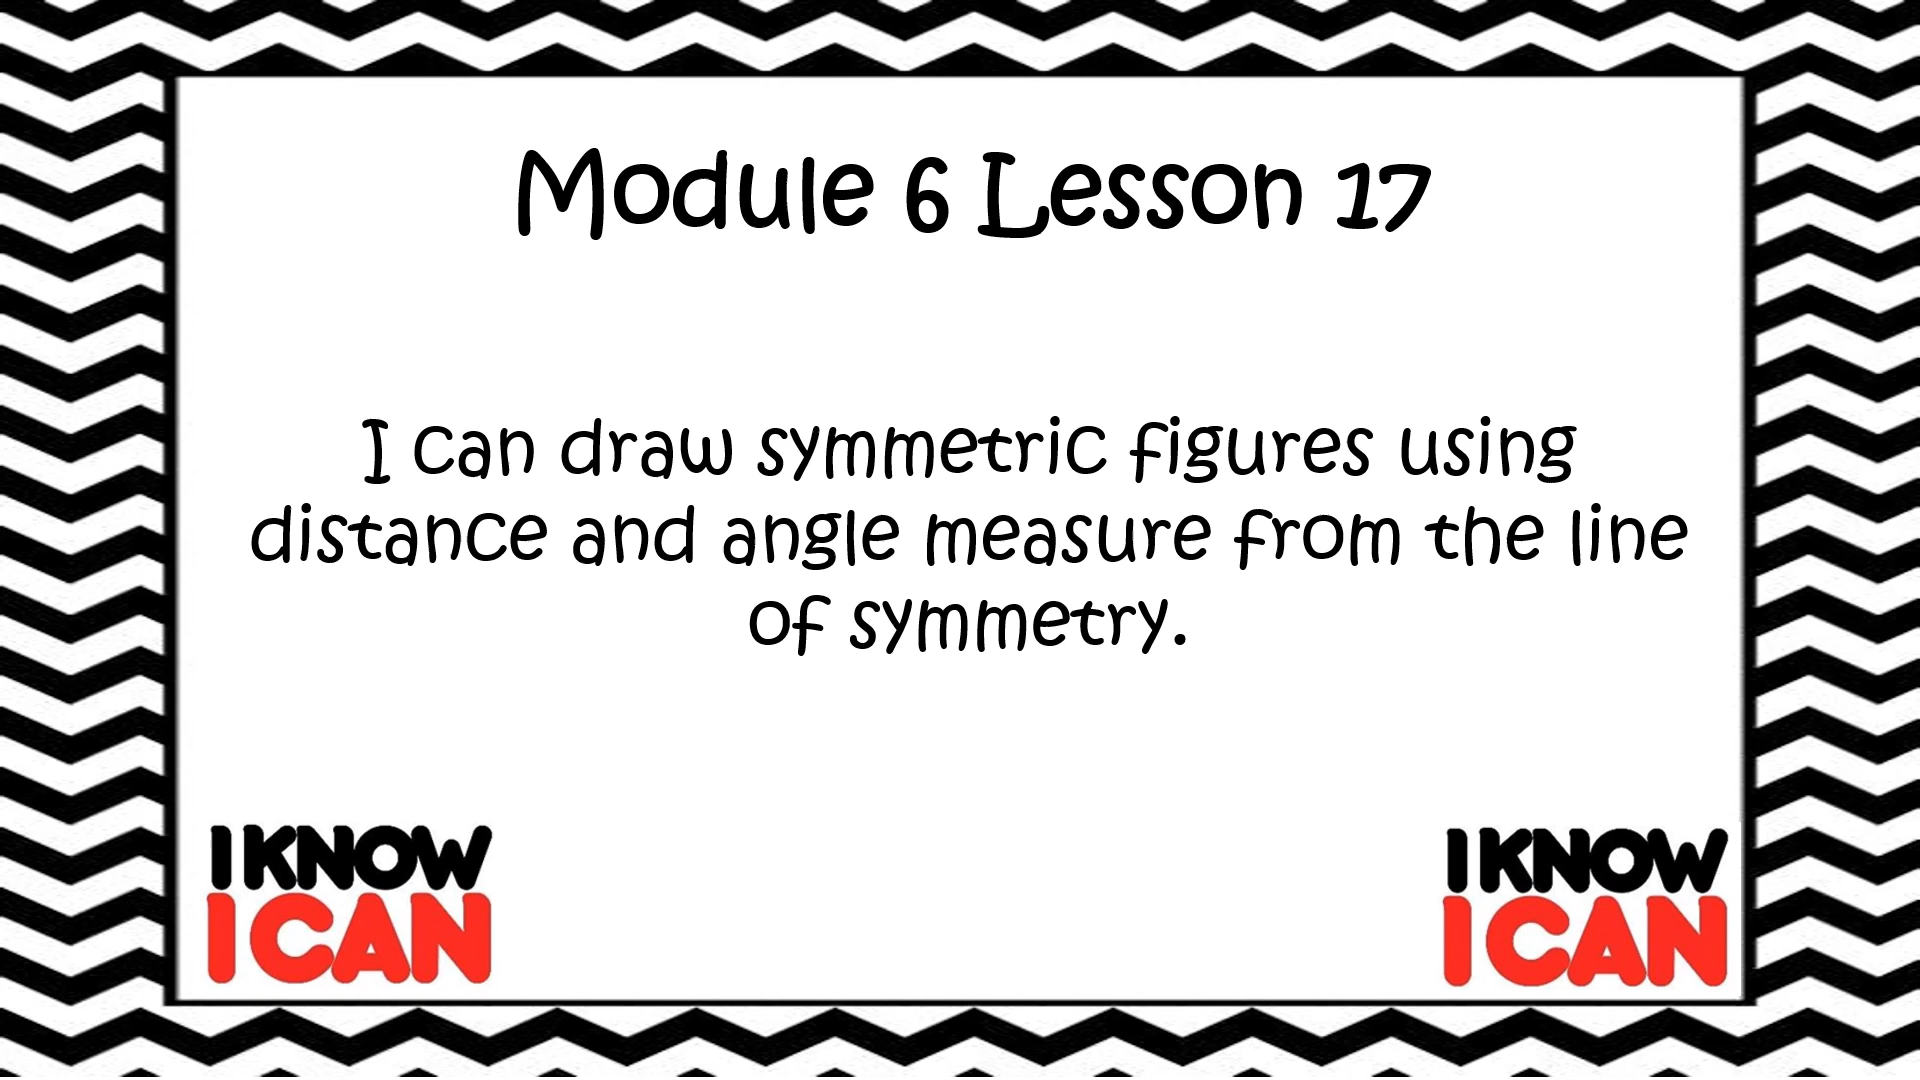 Module 6 Lesson 17
I can draw symmetric figures using
distance and angle measure from the line
of symmetry.
I KNOW
I CAN
I KNOW
I CAN